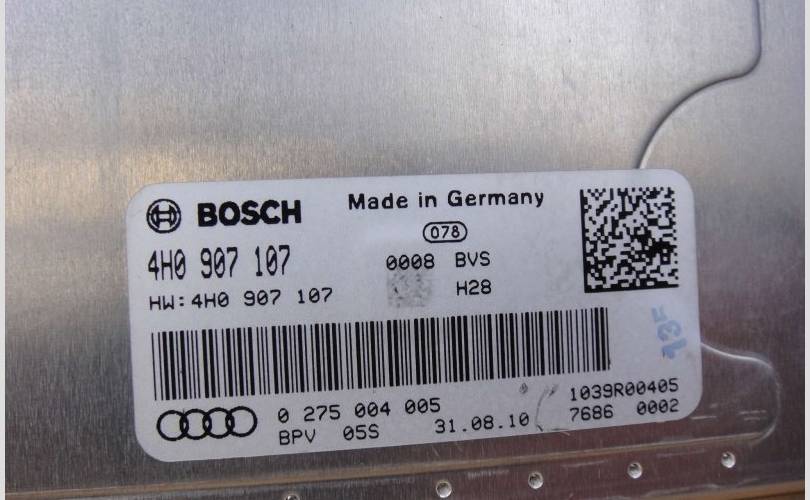 BOSCH Made in Germany
078
4H0 907 107 0008 BVS
HW:4H0 907 107 H28
0 275 004 005 1039R00405
BPV 05S 31.08.10 7686 0002